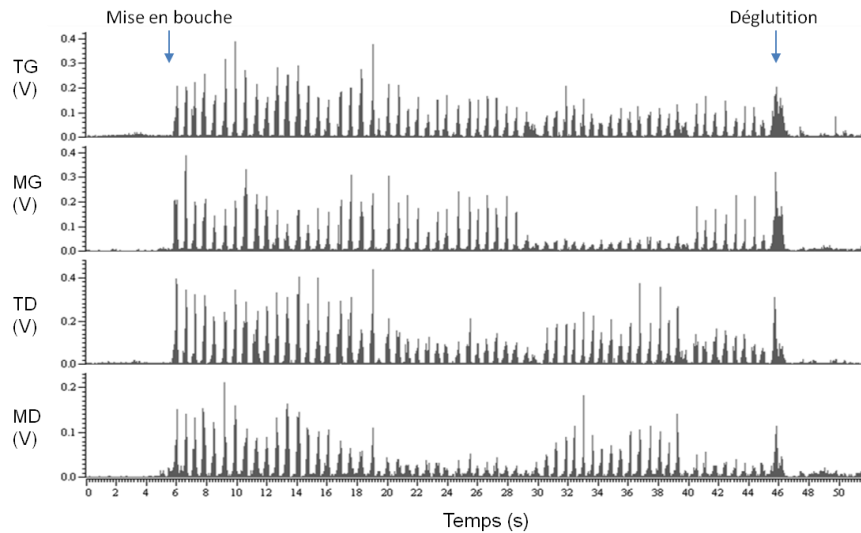 Mise en bouche
Déglutition
TG
(V)
0.4
0.3
0.2
0.1
0.0
MG
(V)
0.4
0.3
0.2
0.1
0.0
TD
(V)
0.4
0.2
0.0
MD
(V)
0.2
0.1
0.0
0 2 4 6 8 10 12 14 16 18 20 22 24 26 28 30 32 34 36 38 40 42 44 46 48 50
Temps (s)